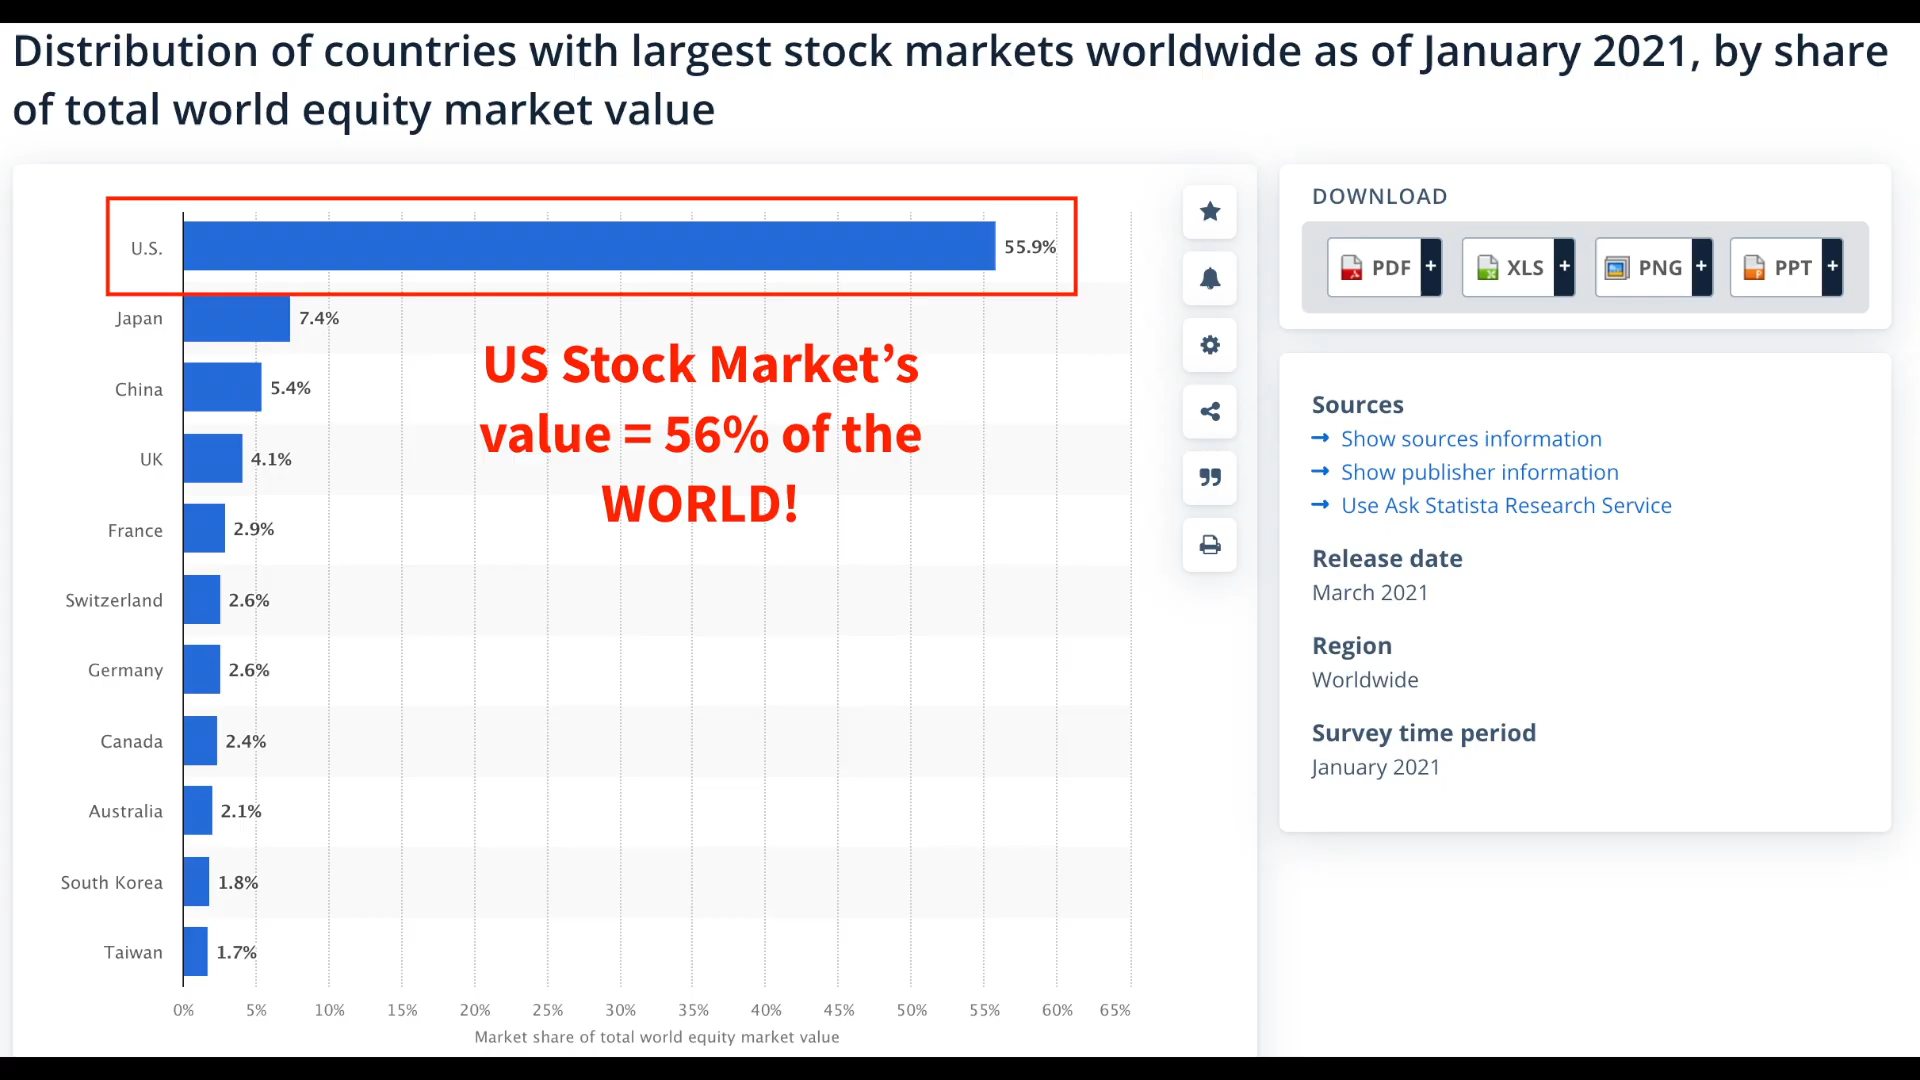 Distribution of countries with largest stock markets worldwide as of January 2021, by share
of total world equity market value
U.S.
55.9%
Japan
7.4%
China
5.4%
UK
4.1%
France
2.9%
Switzerland
2.6%
Germany
2.6%
Canada
2.4%
Australia
2.1%
South Korea
1.8%
Taiwan
1.7%
0% 5% 10% 15% 20% 25% 30% 35% 40% 45% 50% 55% 60% 65%
Market share of total world equity market value
US Stock Market’s
value = 56% of the
WORLD!
DOWNLOAD
PDF + XLS + PNG + PPT +
Sources
→ Show sources information
→ Show publisher information
→ Use Ask Statista Research Service
Release date
March 2021
Region
Worldwide
Survey time period
January 2021